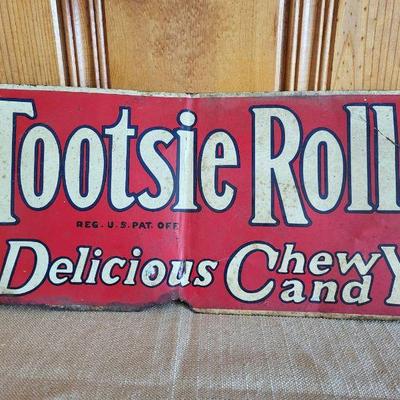 Tootsie Roll
REG. U.S. PAT. OFF
Delicious Chewy Candy